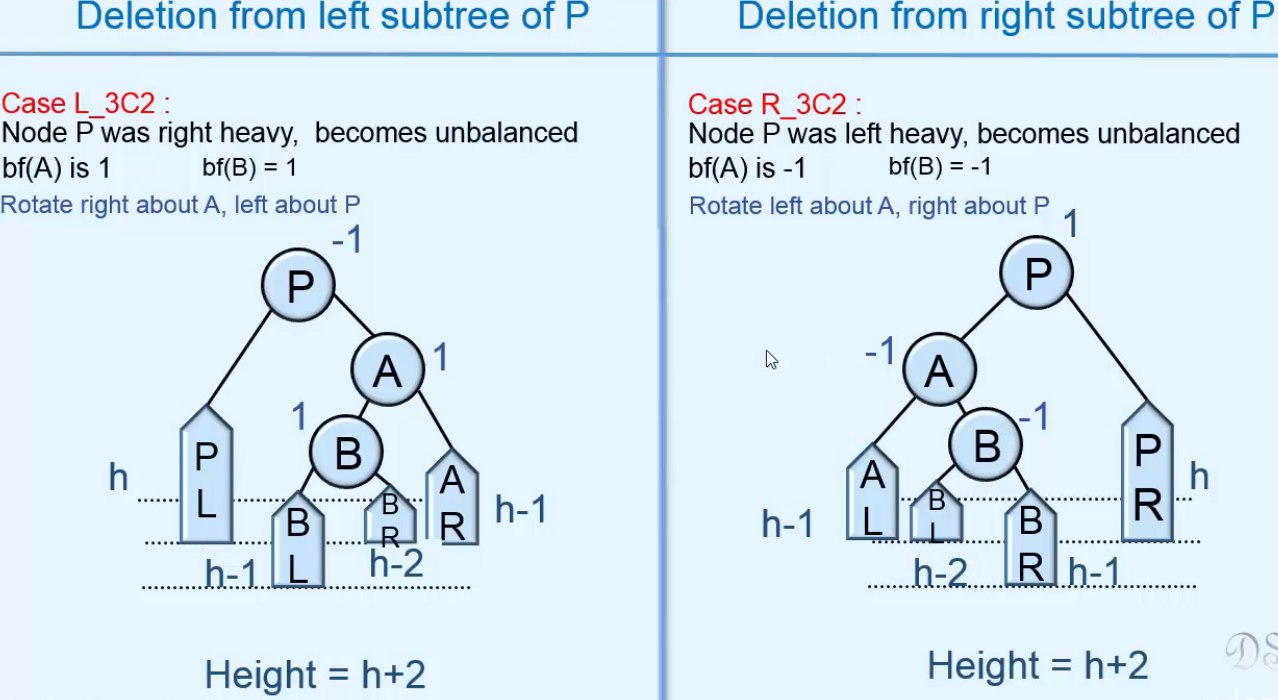 Deletion from left subtree of P
Case L_3C2 :
Node P was right heavy, becomes unbalanced
bf(A) is 1 bf(B) = 1
Rotate right about A, left about P
-1
P
A
1
1
B
P
L
h
B
L
B
R
A
R
h-1
h-1
h-2
Height = h+2
Deletion from right subtree of P
Case R_3C2 :
Node P was left heavy, becomes unbalanced
bf(A) is -1 bf(B) = -1
Rotate left about A, right about P
1
P
-1
A
-1
B
A
L
B
L
B
R
P
R
h
h-1
h-2
h-1
Height = h+2
DS